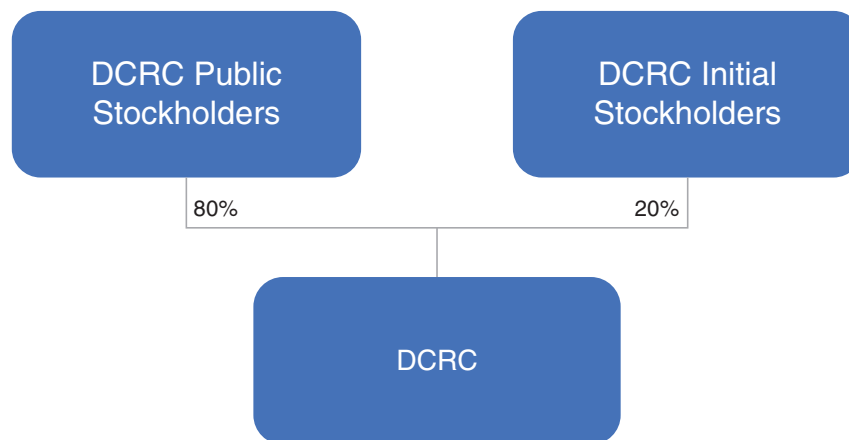 DCRC Public
Stockholders
DCRC Initial
Stockholders
80%
20%
DCRC